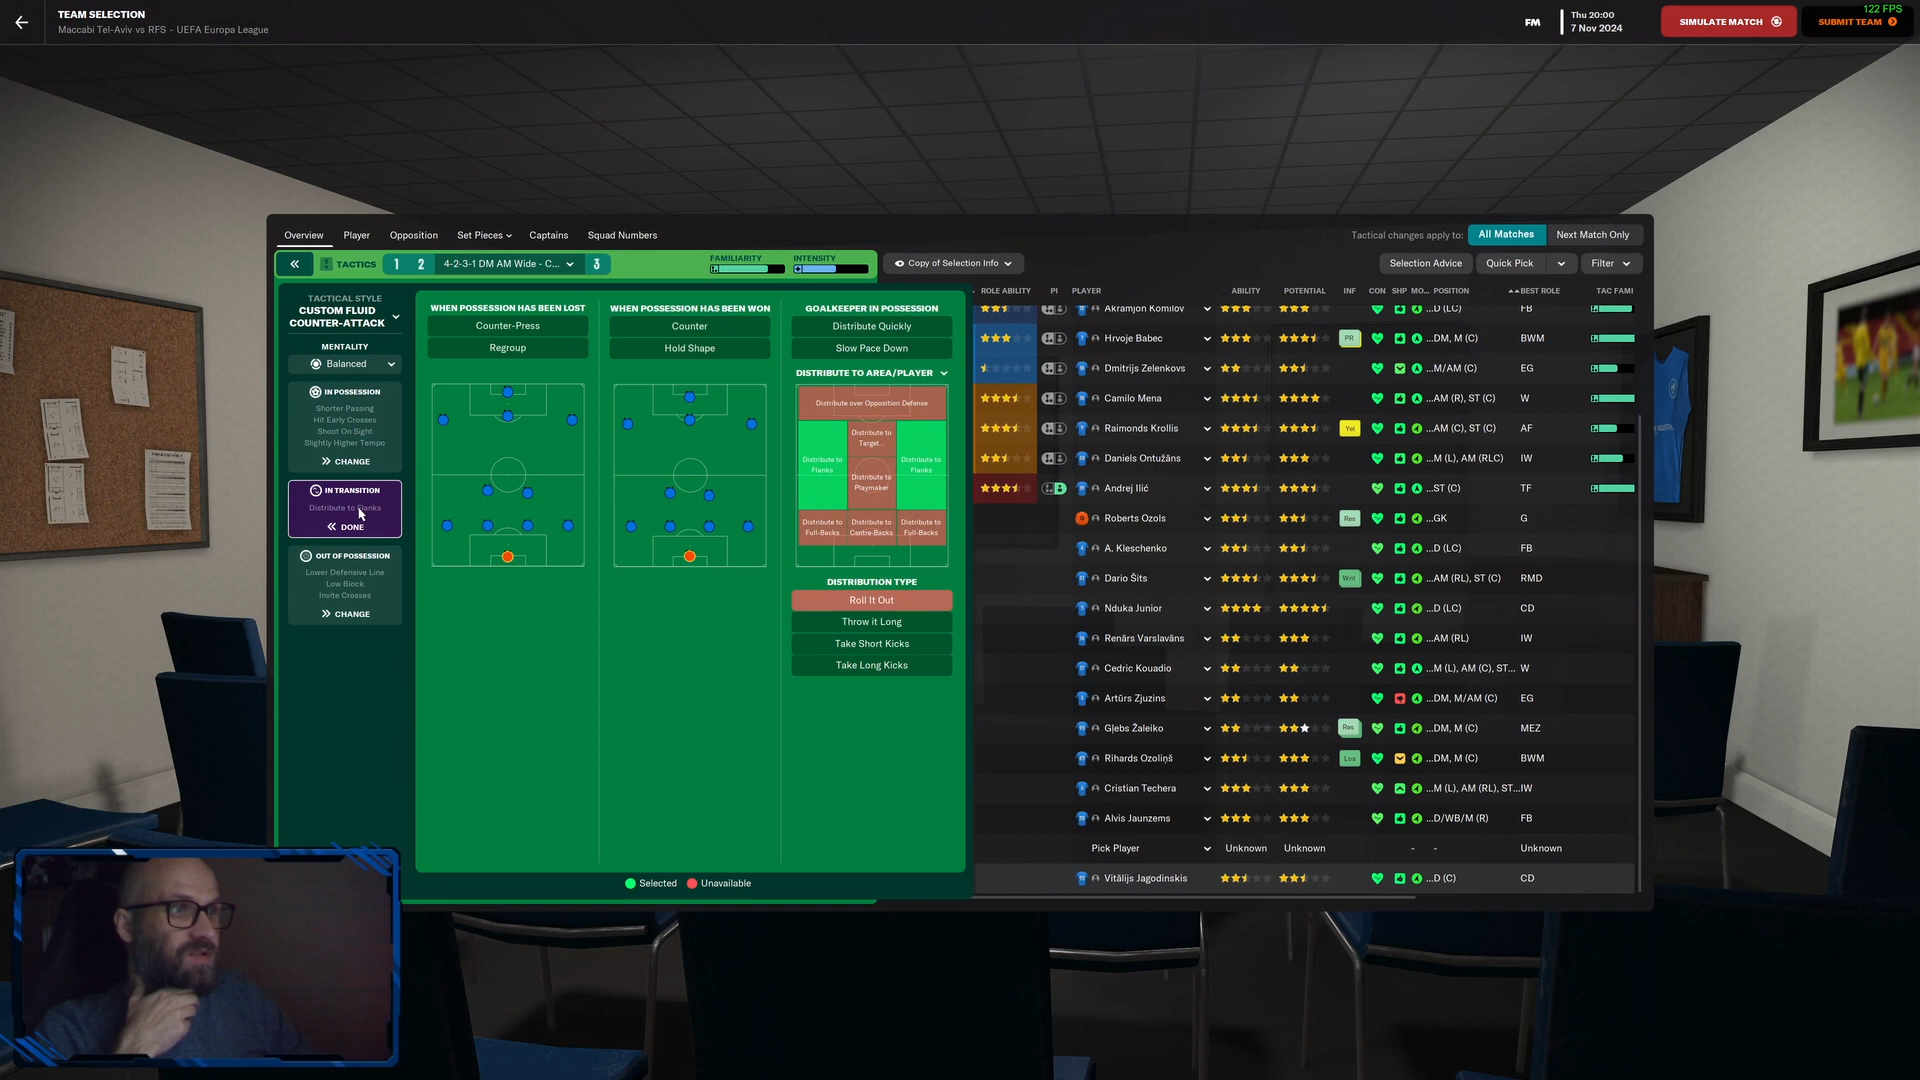 TEAM SELECTION
Maccabi Tel-Aviv vs RFS - UEFA Europa League
FM
Thu 20:00
7 Nov 2024
SIMULATE MATCH
122 FPS
SUBMIT TEAM
Overview
Player
Opposition
Set Pieces
Captains
Squad Numbers
Tactical changes apply to:
All Matches
Next Match Only
TACTICS
1
2
4-2-3-1 DM AM Wide - C...
3
FAMILIARITY
INTENSITY
Copy of Selection Info
Selection Advice
Quick Pick
Filter
TACTICAL STYLE
CUSTOM FLUID
COUNTER-ATTACK
MENTALITY
Balanced
IN POSSESSION
Shorter Passing
Hit Early Crosses
Shoot On Sight
Slightly Higher Tempo
CHANGE
IN TRANSITION
Distribute to Flanks
DONE
OUT OF POSSESSION
Lower Defensive Line
Low Block
Invite Crosses
CHANGE
WHEN POSSESSION HAS BEEN LOST
Counter-Press
Regroup
WHEN POSSESSION HAS BEEN WON
Counter
Hold Shape
GOALKEEPER IN POSSESSION
Distribute Quickly
Slow Pace Down
DISTRIBUTE TO AREA/PLAYER
Distribute over Opposition Defense
Distribute to
Target...
Distribute to
Flanks
Distribute to
Playmaker
Distribute to
Flanks
Distribute to
Full-Backs
Distribute to
Centre-Backs
Distribute to
Full-Backs
DISTRIBUTION TYPE
Roll It Out
Throw it Long
Take Short Kicks
Take Long Kicks
Selected
Unavailable
ROLE ABILITY PI PLAYER ABILITY POTENTIAL INF CON SHP MO... POSITION BEST ROLE TAC FAMI
Akramjon Komilov ...D (LC) FB
Hrvoje Babec PR ...DM, M (C) BWM
Dmitrijs Zelenkovs ...M/AM (C) EG
Camilo Mena ...AM (R), ST (C) W
Raimonds Krollis Yel ...AM (C), ST (C) AF
Daniels Ontužāns ...M (L), AM (RLC) IW
Andrej Ilić ...ST (C) TF
Roberts Ozols Res ...GK G
A. Kleschenko ...D (LC) FB
Dario Šits Wnt ...AM (RL), ST (C) RMD
Nduka Junior ...D (LC) CD
Renārs Varslavāns ...AM (RL) IW
Cedric Kouadio ...M (L), AM (C), ST... W
Artūrs Zjuzins ...DM, M/AM (C) EG
Gļebs Žaleiko Res ...DM, M (C) MEZ
Rihards Ozoliņš Loa ...DM, M (C) BWM
Cristian Techera ...M (L), AM (RL), ST... IW
Alvis Jaunzems ...D/WB/M (R) FB
Pick Player Unknown Unknown - - Unknown
Vitālijs Jagodinskis ...D (C) CD